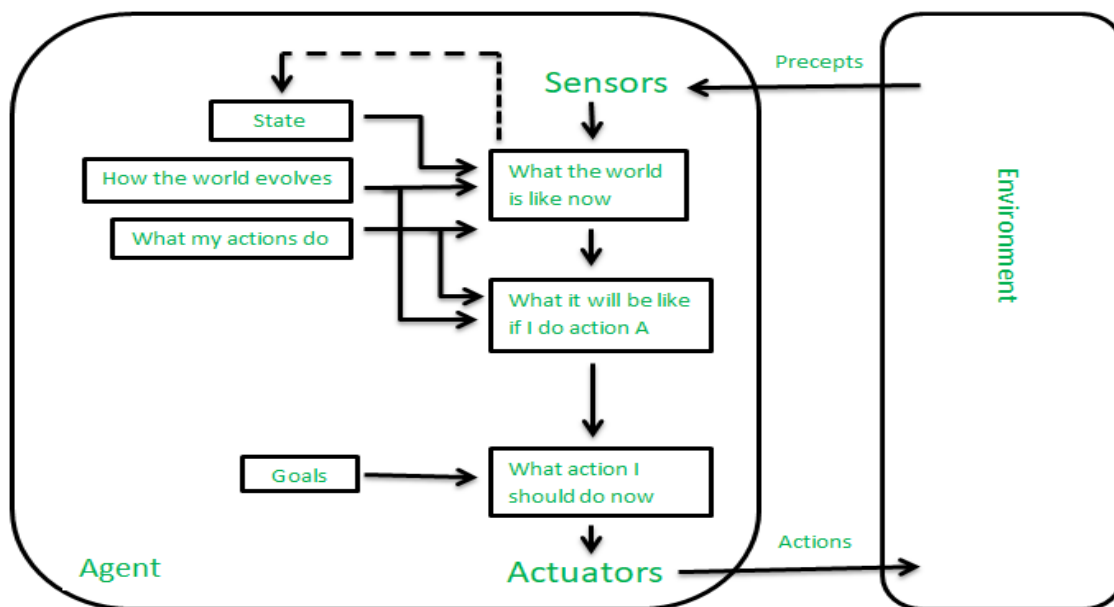 Precepts
Sensors
State
What the world
is like now
How the world evolves
What my actions do
What it will be like
if I do action A
Environment
Goals
What action I
should do now
Agent
Actuators
Actions